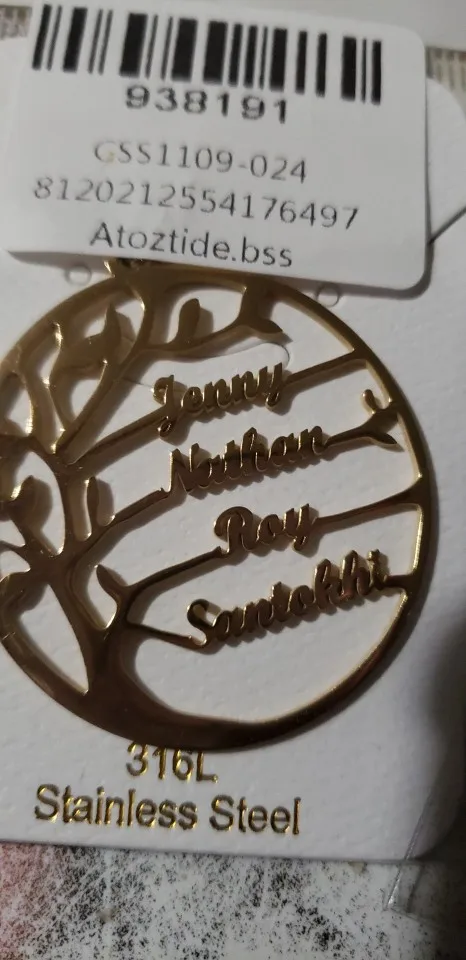 938191
GSS1109-024
8120212554176497
Atoztide.bss
Jenny
Nathan
Roy
Santokhi
316L
Stainless Steel